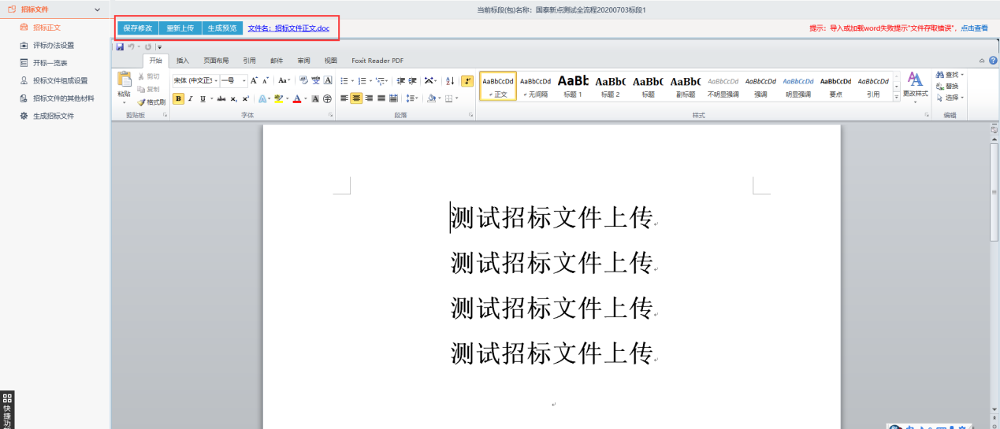 招标文件
当前标段(包)名称：国泰新点测试全流程20200703标段1
招标正文
评标办法设置
开标一览表
投标文件组成设置
招标文件的其他材料
生成招标文件
保存修改 重新上传 生成预览 文件名：招标文件正文.doc
提示：导入或加载word失败提示"文件存取错误"，点击查看
开始 插入 页面布局 引用 邮件 审阅 视图 Foxit Reader PDF
粘贴
剪切
复制
格式刷
剪贴板
宋体 (中文正 一号
字体
段落
AaBbCcDd AaBbCcDd AaBb AaBb( AaBb( AaBb( AaBbCcDd AaBbCcDd AaBbCcDd AaBbCcDd AaBbCcDd
正文 无间隔 标题 1 标题 2 标题 副标题 不明显强调 强调 明显强调 要点 引用
更改样式
样式
查找
替换
选择
编辑
测试招标文件上传
测试招标文件上传
测试招标文件上传
测试招标文件上传
快捷功